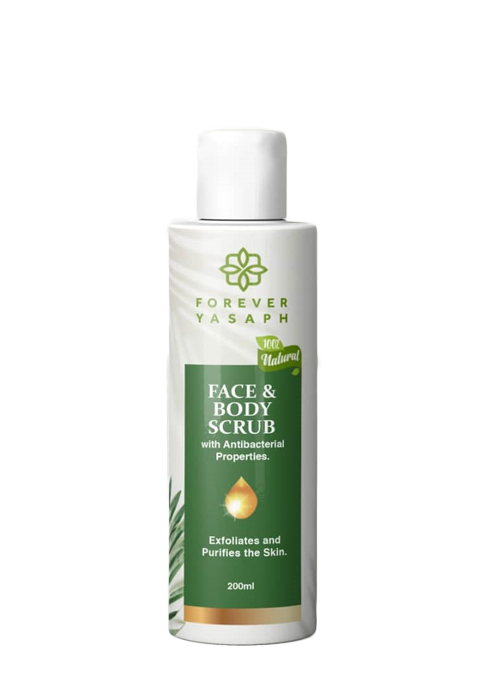 FOREVER
YASAPH
100%
Natural
FACE &
BODY
SCRUB
with Antibacterial
Properties.
Exfoliates and
Purifies the Skin.
200ml